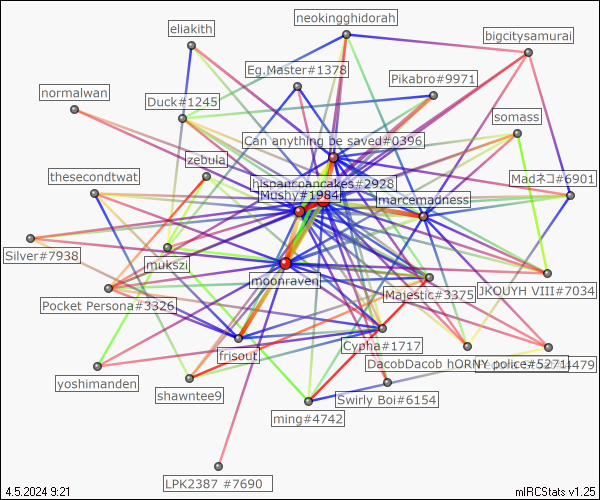 neokingghidorah
eliakith
bigcitysamurai
Eg.Master#1378
Pikabro#9971
normalwan
Duck#1245
somass
Can anything be saved#0396
zebula
thesecondtwat
hispancpancakes#2928
Madネコ#6901
Mushy#1984
marcemadness
Silver#7938
mukszi
moonraven
JKOUYH VIII#7034
Majestic#3375
Pocket Persona#3326
Cypha#1717
frisout
DacobDacob hORNY police#5271
4479
yoshimanden
shawntee9
Swirly Boi#6154
ming#4742
LPK2387 #7690
4.5.2024 9:21
mIRCStats v1.25